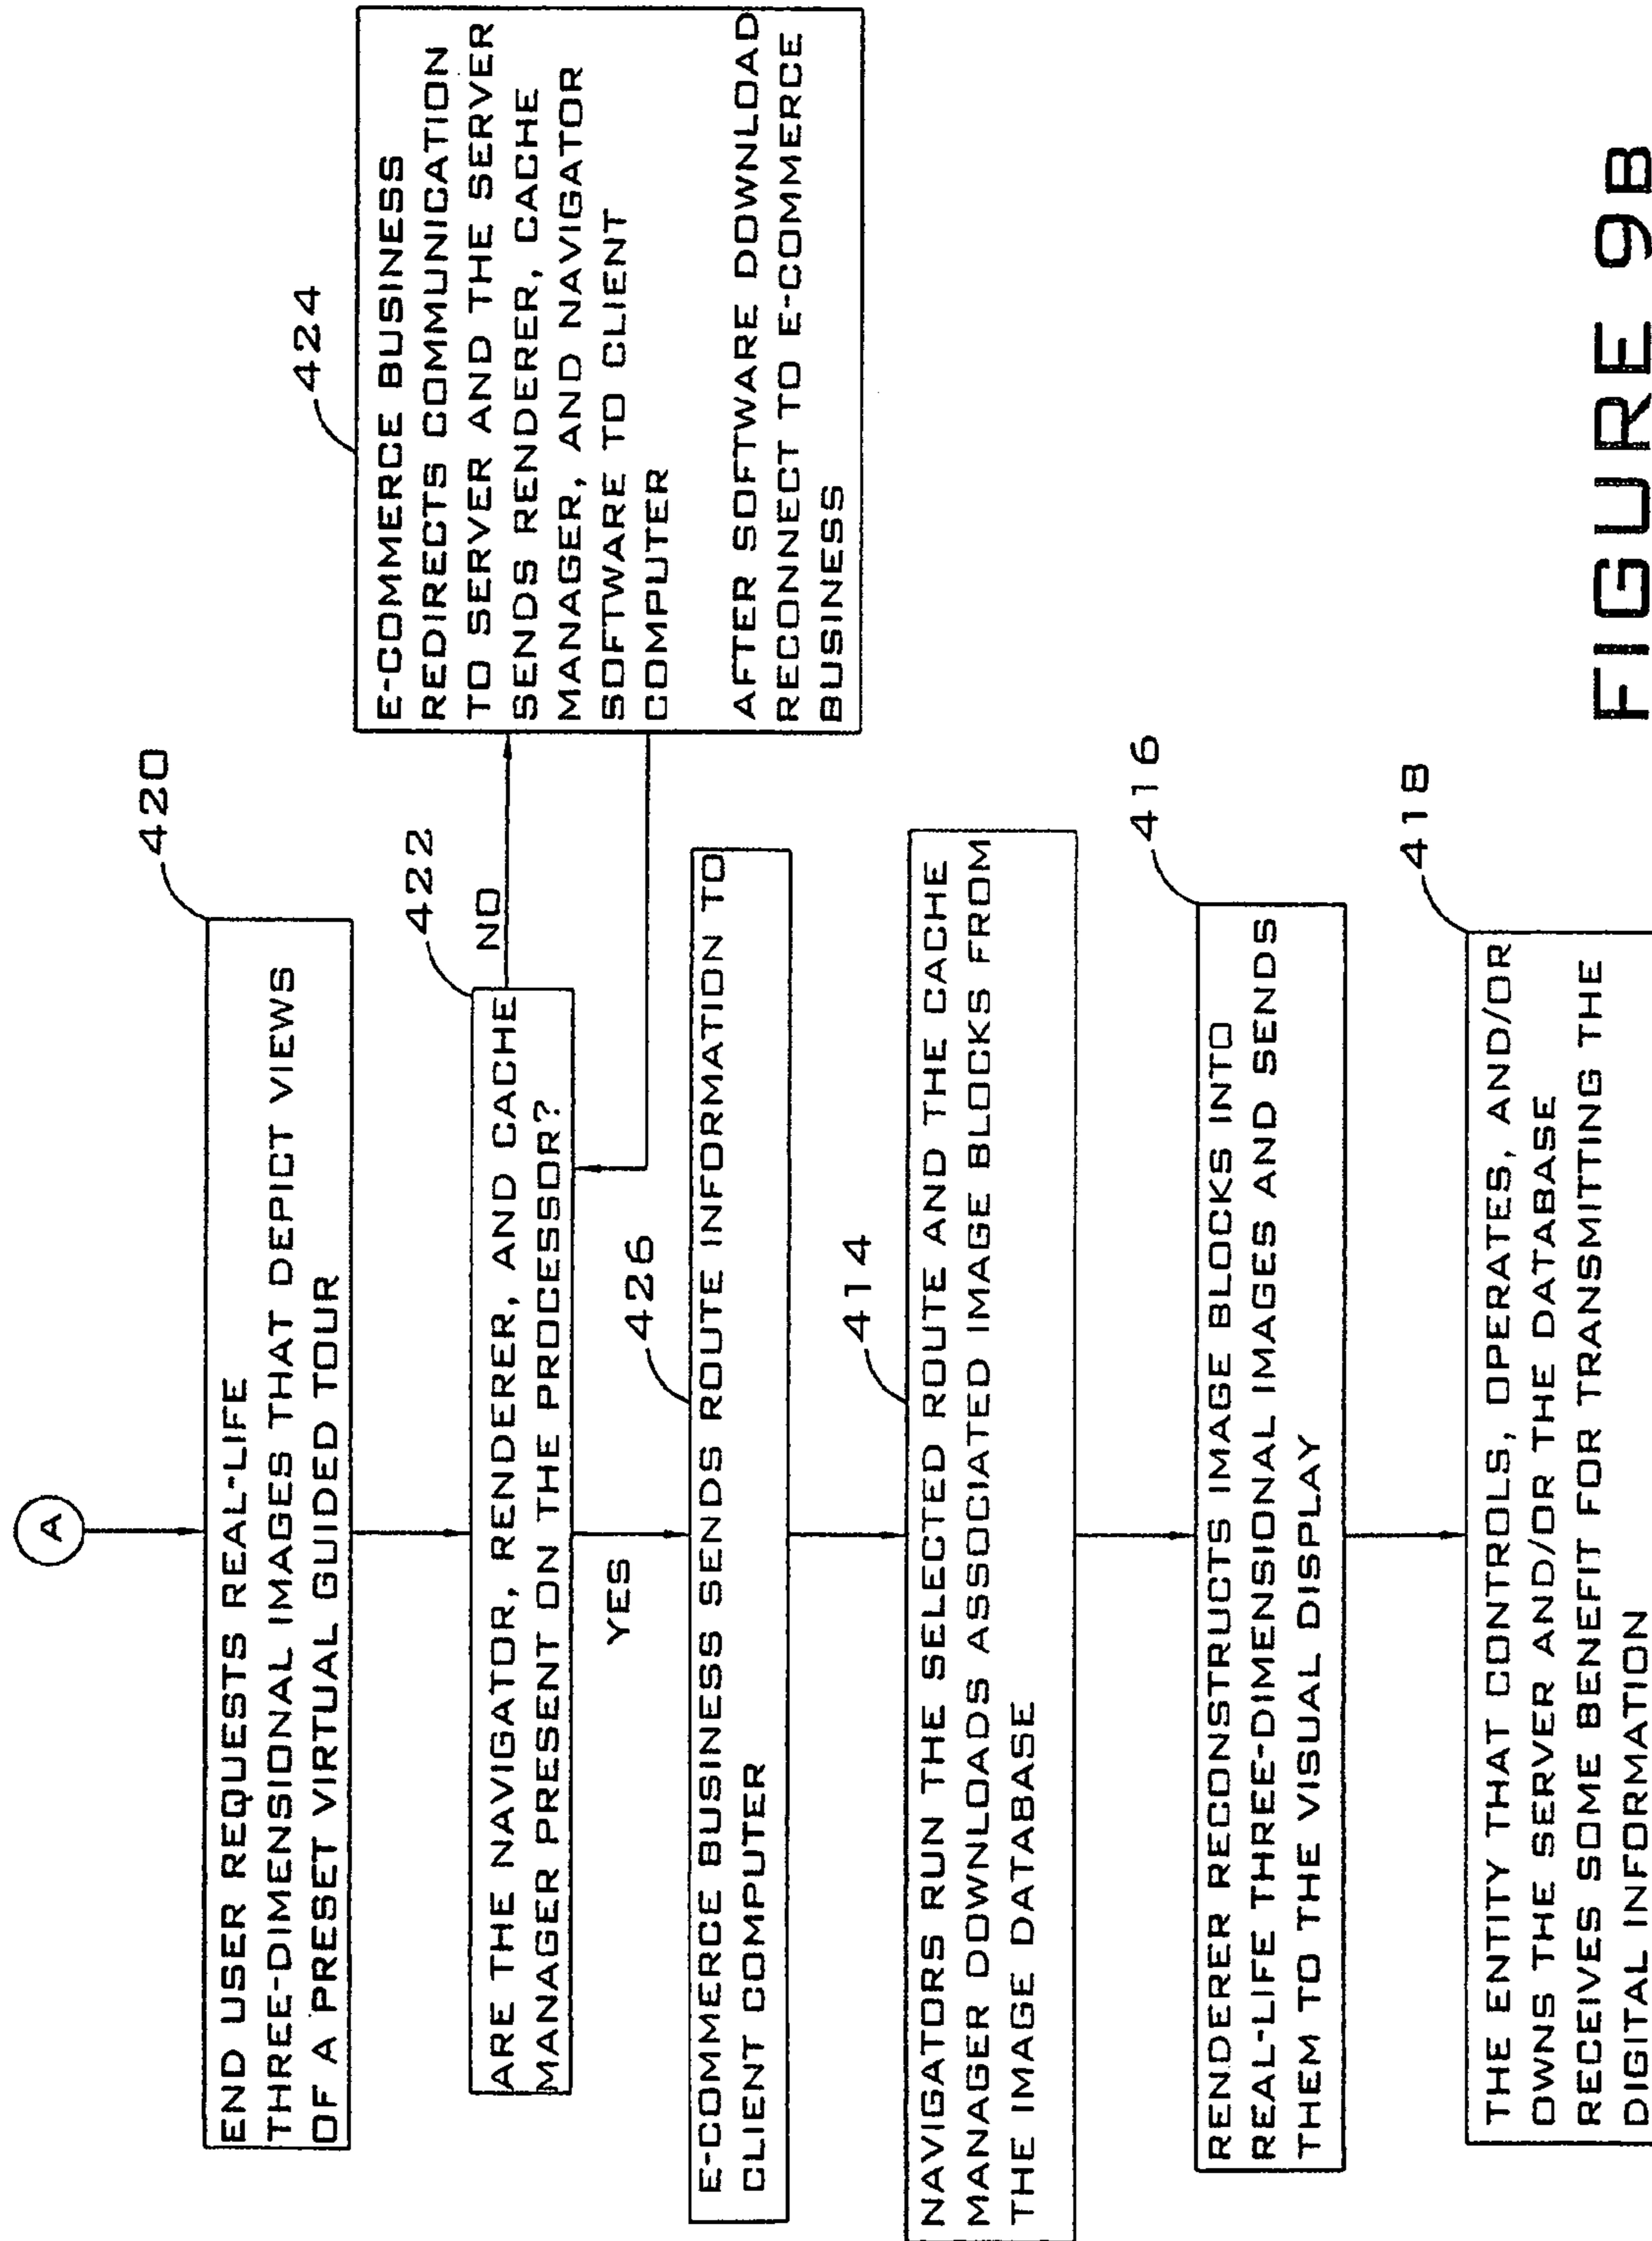 A
420
END USER REQUESTS REAL-LIFE
THREE-DIMENSIONAL IMAGES THAT DEPICT VIEWS
OF A PRESET VIRTUAL GUIDED TOUR
422
ARE THE NAVIGATOR, RENDERER, AND CACHE
MANAGER PRESENT ON THE PROCESSOR?
NO
YES
424
E-COMMERCE BUSINESS
REDIRECTS COMMUNICATION
TO SERVER AND THE SERVER
SENDS RENDERER, CACHE
MANAGER, AND NAVIGATOR
SOFTWARE TO CLIENT
COMPUTER
AFTER SOFTWARE DOWNLOAD
RECONNECT TO E-COMMERCE
BUSINESS
426
E-COMMERCE BUSINESS SENDS ROUTE INFORMATION TO
CLIENT COMPUTER
414
NAVIGATORS RUN THE SELECTED ROUTE AND THE CACHE
MANAGER DOWNLOADS ASSOCIATED IMAGE BLOCKS FROM
THE IMAGE DATABASE
416
RENDERER RECONSTRUCTS IMAGE BLOCKS INTO
REAL-LIFE THREE-DIMENSIONAL IMAGES AND SENDS
THEM TO THE VISUAL DISPLAY
418
THE ENTITY THAT CONTROLS, OPERATES, AND/OR
OWNS THE SERVER AND/OR THE DATABASE
RECEIVES SOME BENEFIT FOR TRANSMITTING THE
DIGITAL INFORMATION
FIGURE 9B